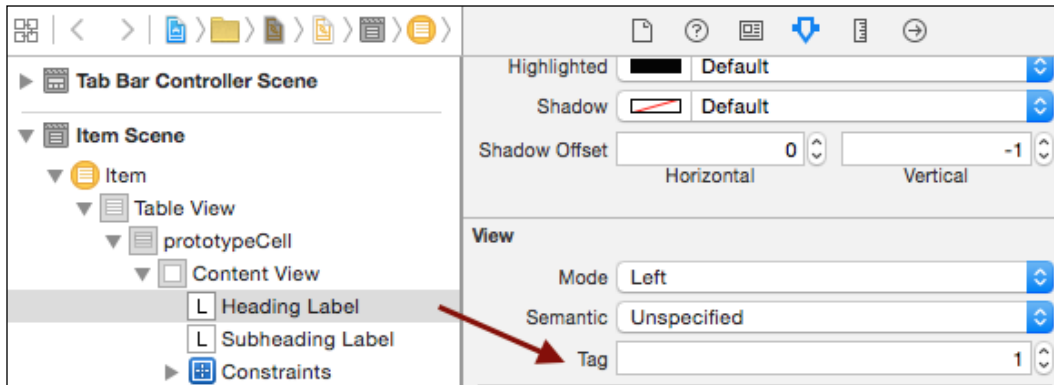 Tab Bar Controller Scene
Item Scene
Item
Table View
prototypeCell
Content View
L Heading Label
L Subheading Label
Constraints
Highlighted Default
Shadow Default
Shadow Offset 0 -1
Horizontal Vertical
View
Mode Left
Semantic Unspecified
Tag 1